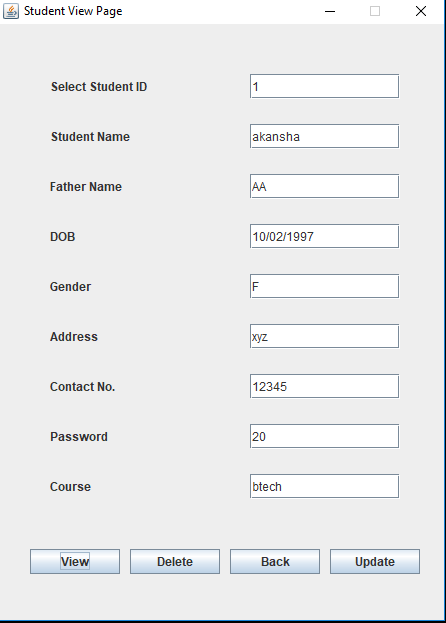 Student View Page
Select Student ID 1
Student Name akansha
Father Name AA
DOB 10/02/1997
Gender F
Address xyz
Contact No. 12345
Password 20
Course btech
View Delete Back Update